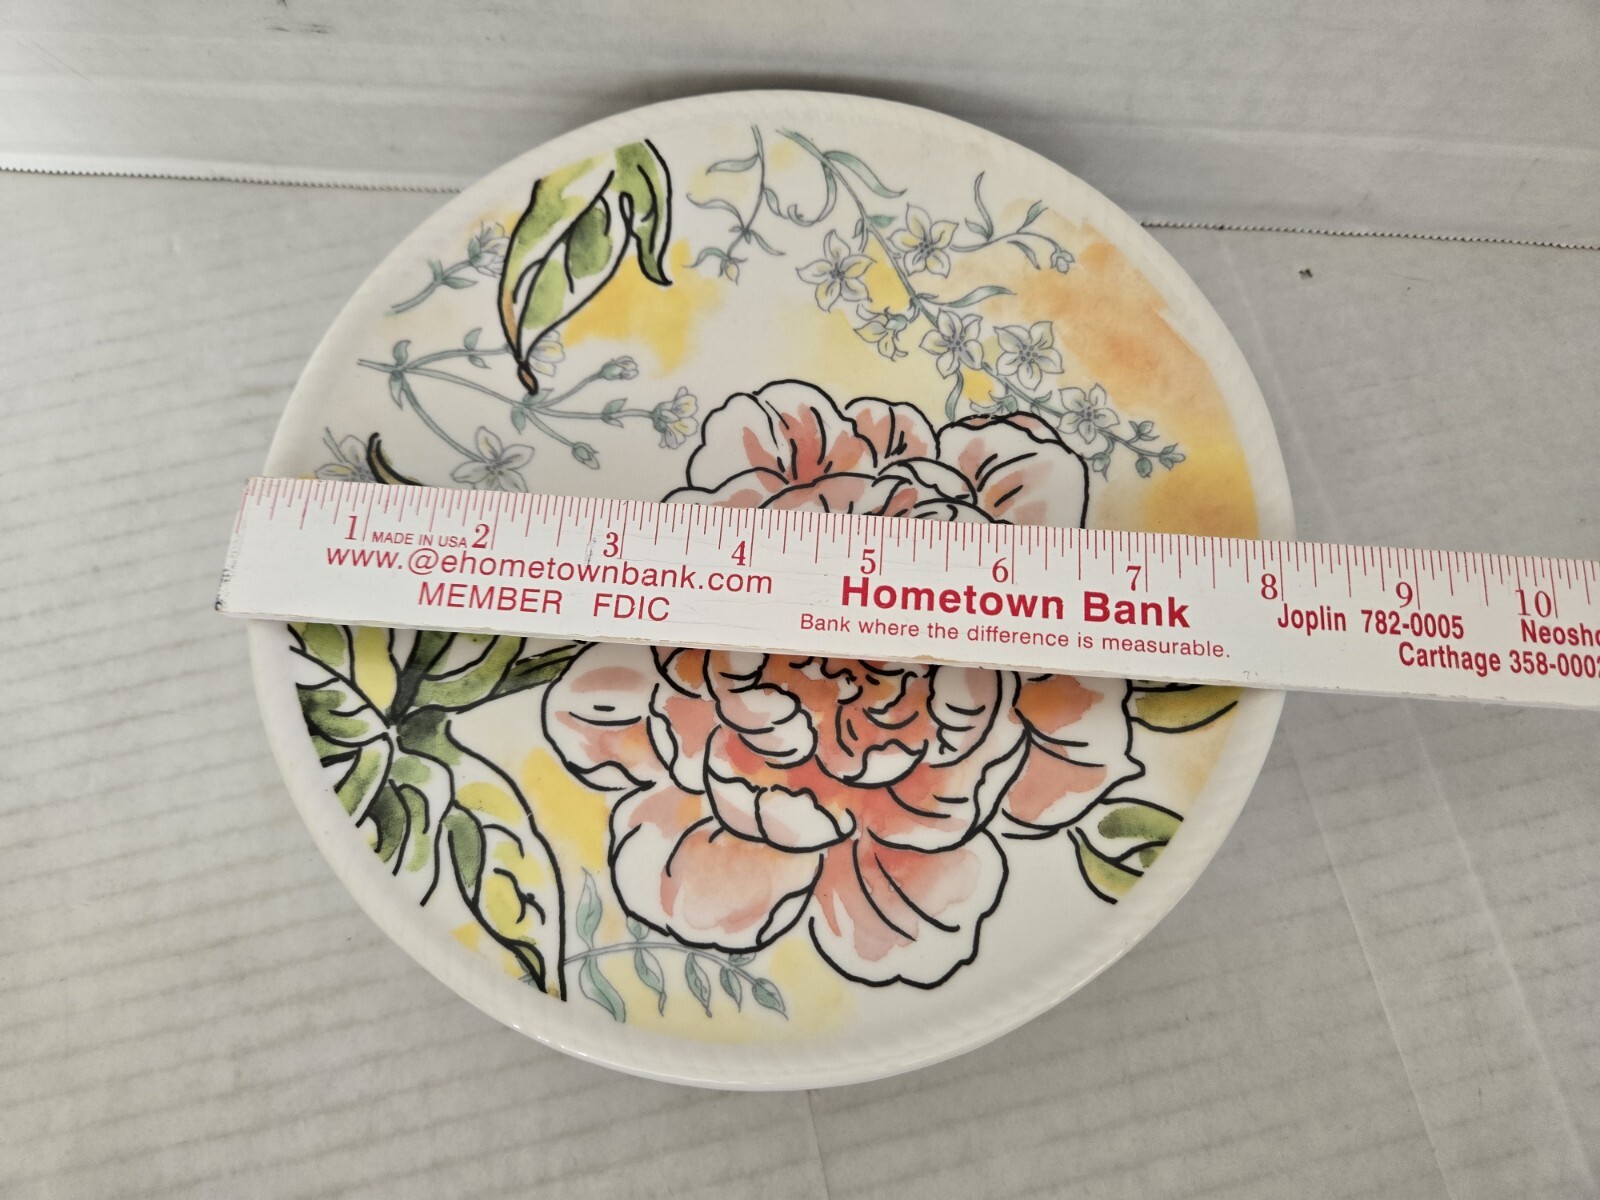 1 2 3 4 5 6 7 8 9 10
MADE IN USA
www.@ehometownbank.com
MEMBER FDIC
Hometown Bank
Bank where the difference is measurable.
Joplin 782-0005
Carthage 358-0002
Neosho